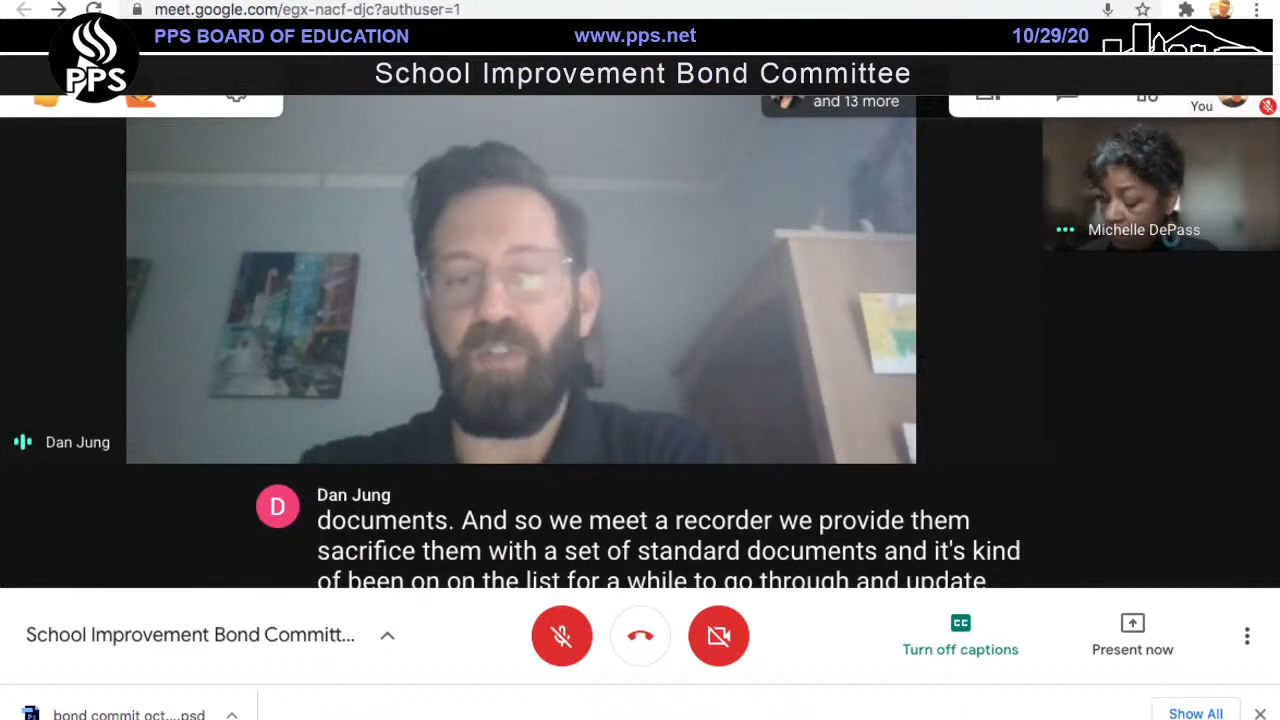 meet.google.com/egx-nacf-djc?authuser=1
PPS BOARD OF EDUCATION
www.pps.net
10/29/20
PPS
School Improvement Bond Committee
and 13 more
You
Michelle DePass
Dan Jung
D
Dan Jung
documents. And so we meet a recorder we provide them
sacrifice them with a set of standard documents and it's kind
of been on on the list for a while to go through and update
School Improvement Bond Committ...
CC
Turn off captions
Present now
bond commit oct....psd
Show All